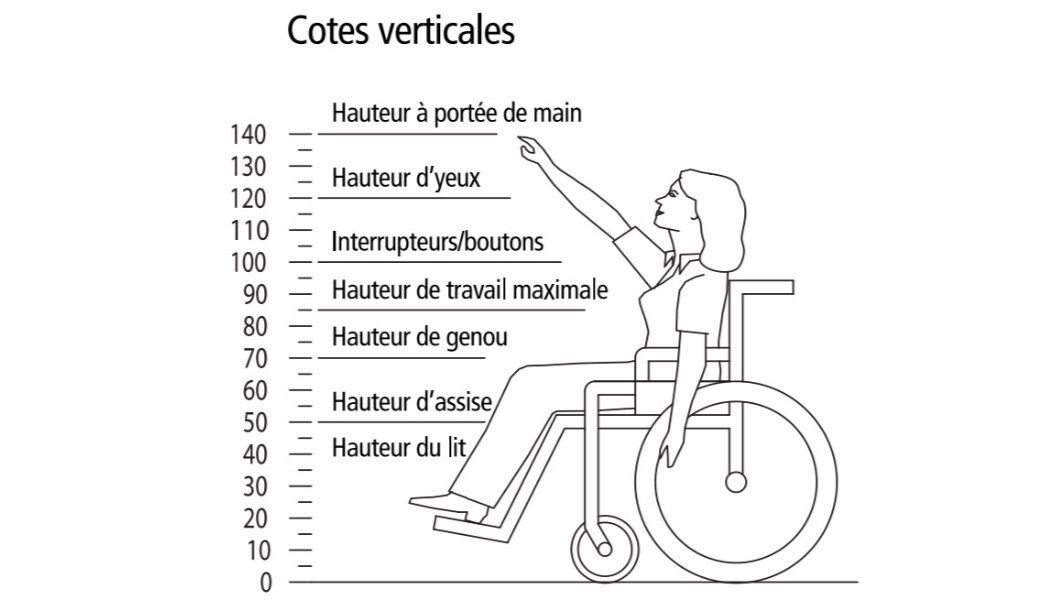 Cotes verticales
Hauteur à portée de main
140
130
Hauteur d’yeux
120
110
Interrupteurs/boutons
100
90
Hauteur de travail maximale
80
Hauteur de genou
70
60
Hauteur d’assise
50
Hauteur du lit
40
30
20
10
0